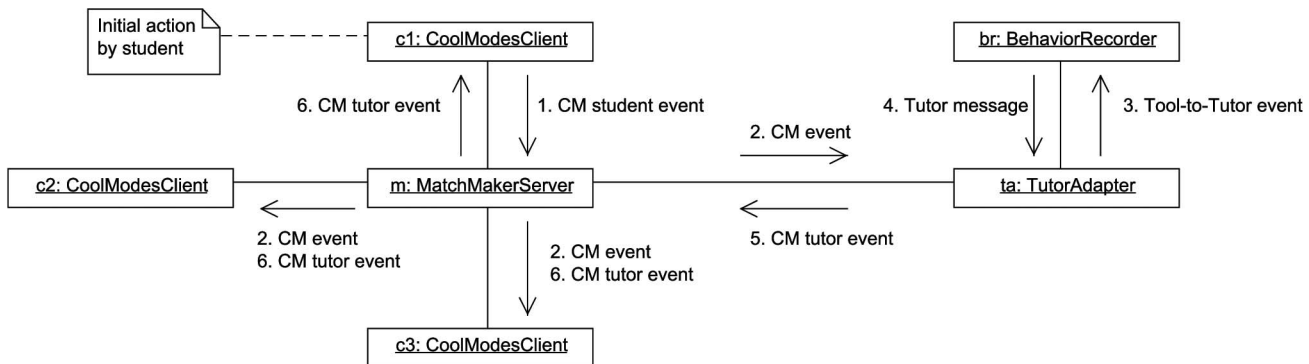 Initial action
by student
c1: CoolModesClient
br: BehaviorRecorder
6. CM tutor event
1. CM student event
4. Tutor message
3. Tool-to-Tutor event
2. CM event
c2: CoolModesClient
m: MatchMakerServer
ta: TutorAdapter
2. CM event
6. CM tutor event
2. CM event
6. CM tutor event
5. CM tutor event
c3: CoolModesClient